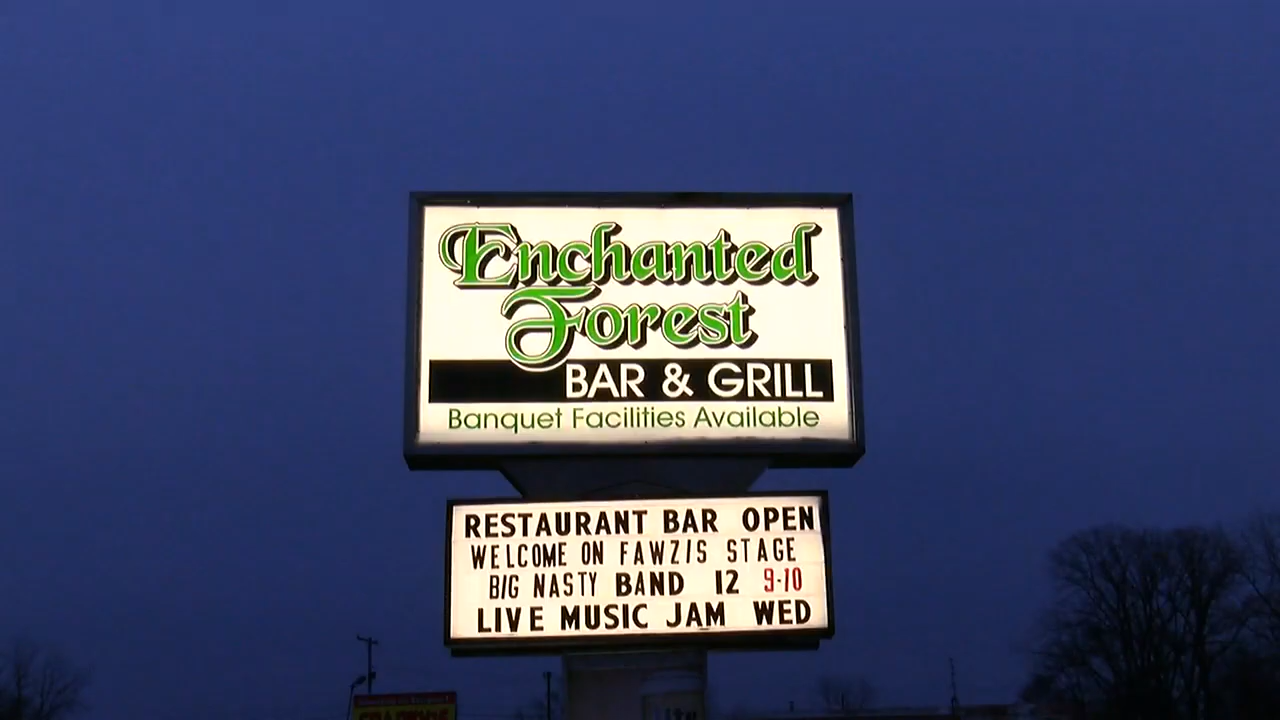 Enchanted
Forest
BAR & GRILL
Banquet Facilities Available
RESTAURANT BAR OPEN
WELCOME ON FAWZIS STAGE
BIG NASTY BAND 12 9-10
LIVE MUSIC JAM WED